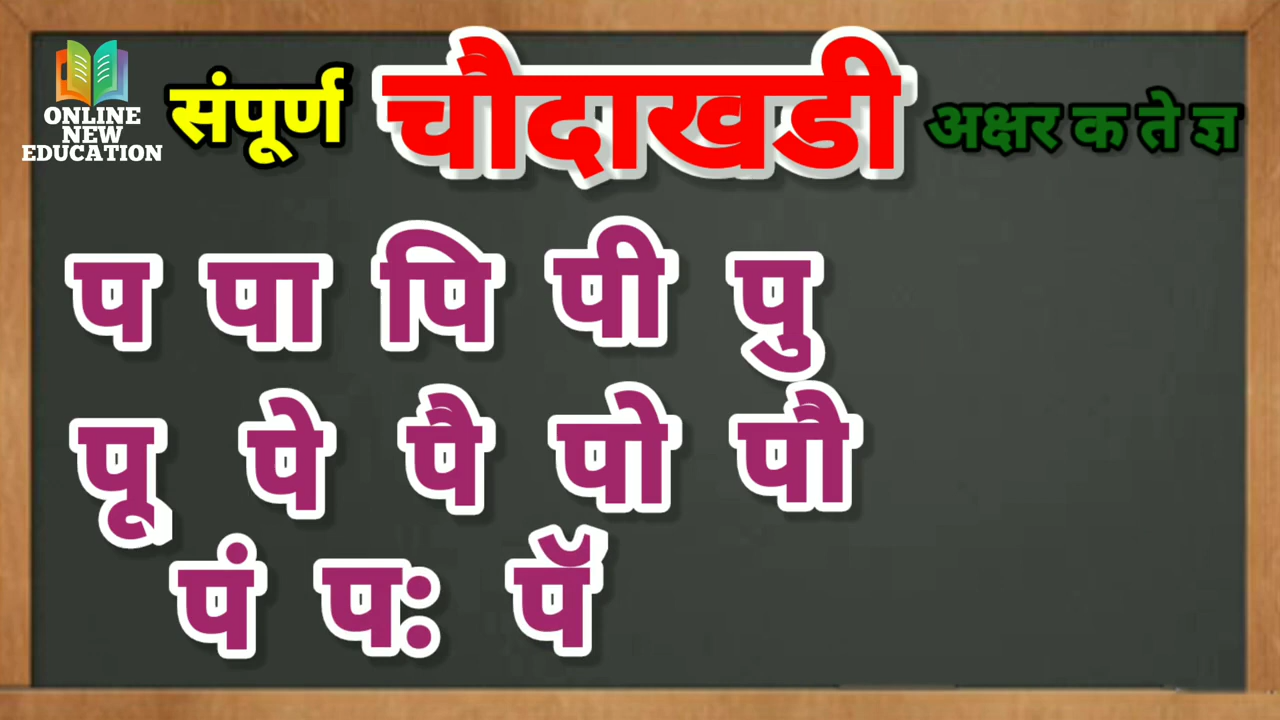 ONLINE
NEW
EDUCATION
संपूर्ण चौदाखडी अक्षर क ते ज्ञ
प पा पि पी पु
पू पे पै पो पौ
पं पः पॅ